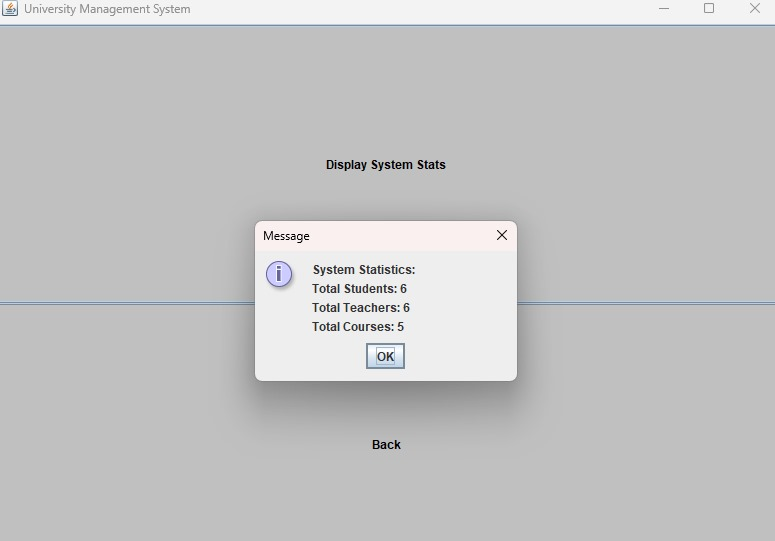 University Management System
Display System Stats
Message
System Statistics:
Total Students: 6
Total Teachers: 6
Total Courses: 5
OK
Back